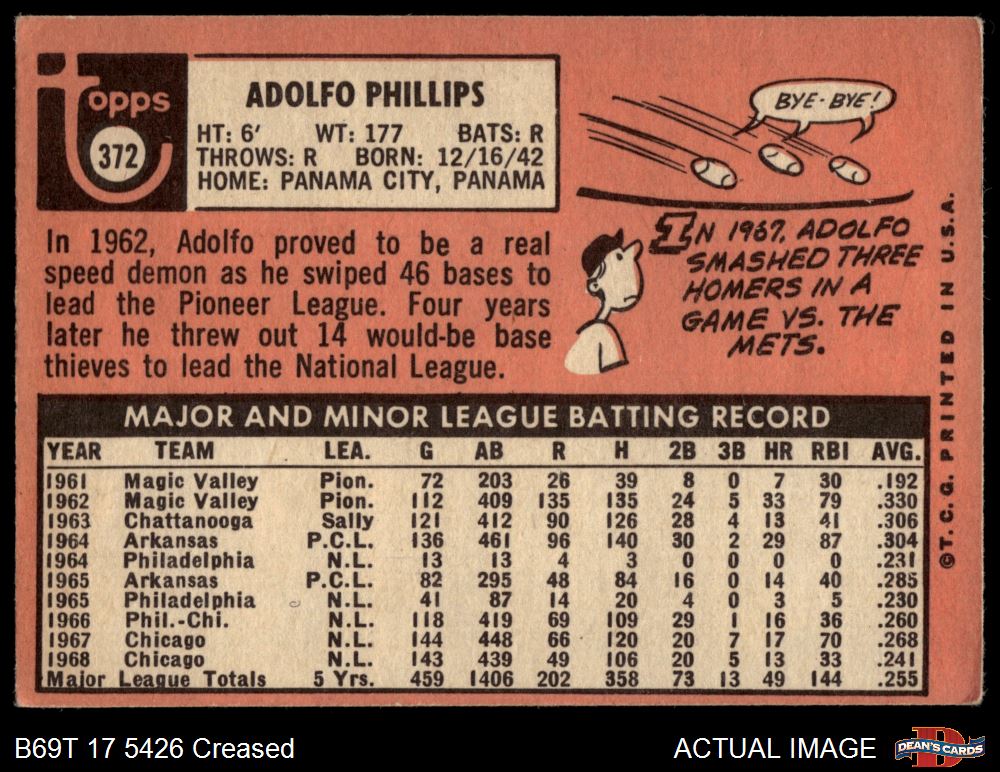 Topps
372
ADOLFO PHILLIPS
HT: 6' WT: 177 BATS: R
THROWS: R BORN: 12/16/42
HOME: PANAMA CITY, PANAMA
BYE-BYE!
In 1962, Adolfo proved to be a real
speed demon as he swiped 46 bases to
lead the Pioneer League. Four years
later he threw out 14 would-be base
thieves to lead the National League.
IN 1967, ADOLFO
SMASHED THREE
HOMERS IN A
GAME VS. THE
METS.
©T.C.G. PRINTED IN U.S.A.
MAJOR AND MINOR LEAGUE BATTING RECORD
YEAR TEAM LEA. G AB R H 2B 3B HR RBI AVG.
1961 Magic Valley Pion. 72 203 26 39 8 0 7 30 .192
1962 Magic Valley Pion. 112 409 135 135 24 5 33 79 .330
1963 Chattanooga Sally 121 412 90 126 28 4 13 41 .306
1964 Arkansas P.C.L. 136 461 96 140 30 2 29 87 .304
1964 Philadelphia N.L. 13 13 4 3 0 0 0 0 .231
1965 Arkansas P.C.L. 82 295 48 84 16 0 14 40 .285
1965 Philadelphia N.L. 41 87 14 20 4 0 3 5 .230
1966 Phil.-Chi. N.L. 118 419 69 109 29 1 16 36 .260
1967 Chicago N.L. 144 448 66 120 20 7 17 70 .268
1968 Chicago N.L. 143 439 49 106 20 5 13 33 .241
Major League Totals 5 Yrs. 459 1406 202 358 73 13 49 144 .255
B69T 17 5426 Creased
ACTUAL IMAGE
DEAN'S CARDS